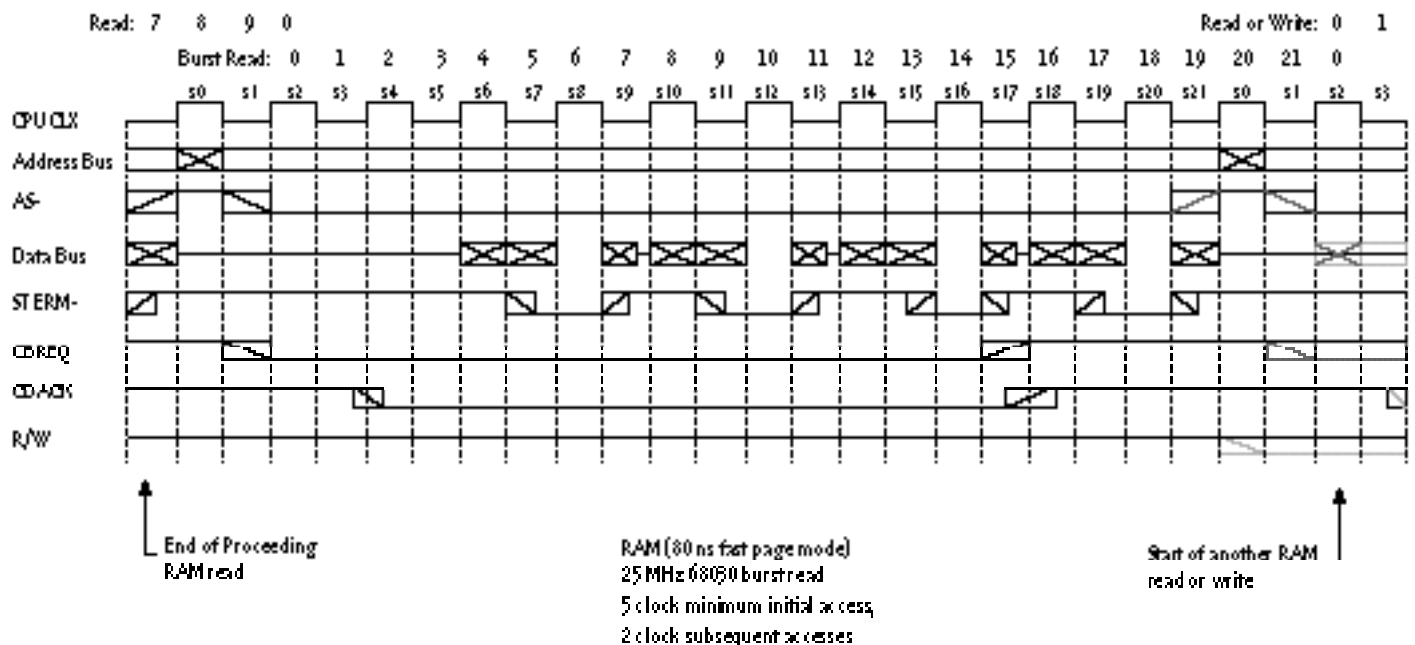 Read: 7 8 9 0
Read or Write: 0 1
Burst Read: 0 1 2 3 4 5 6 7 8 9 10 11 12 13 14 15 16 17 18 19 20 21 0
s0 s1 s2 s3 s4 s5 s6 s7 s8 s9 s10 s11 s12 s13 s14 s15 s16 s17 s18 s19 s20 s21 s0 s1 s2 s3
CPU CLK
Address Bus
AS-
Data Bus
STERM-
CBREQ
CBACK
R/W
End of Proceeding
RAM read
RAM (80 ns fast page mode)
25 MHz 68030 burst read
5 clock minimum initial access,
2 clock subsequent accesses
Start of another RAM
read or write